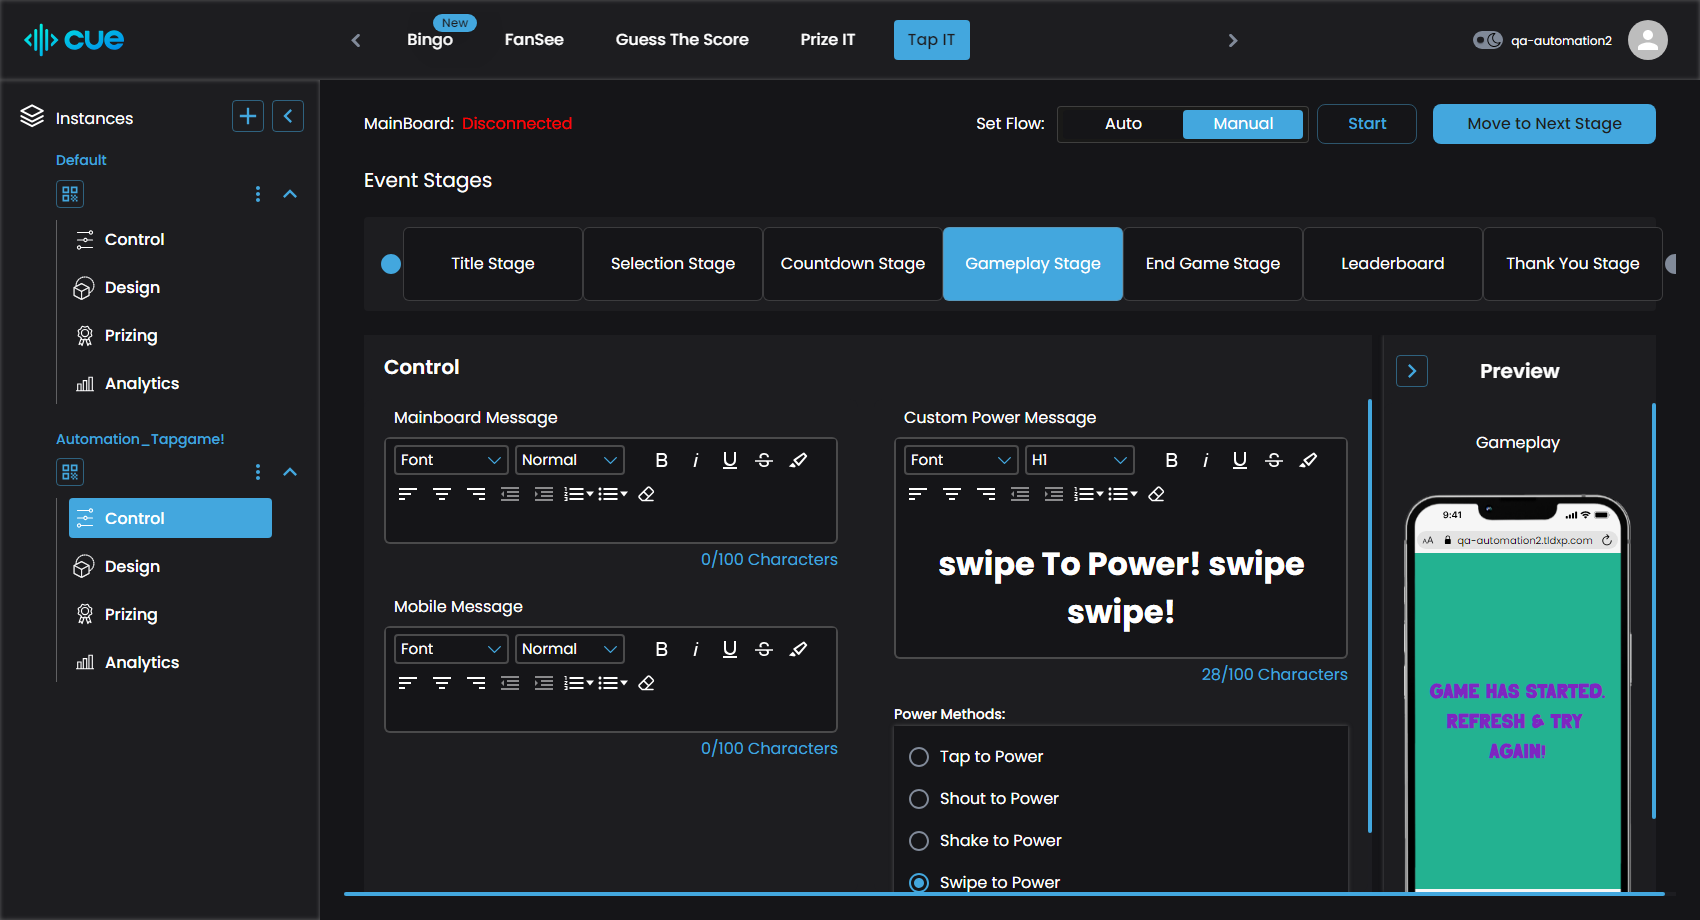 cue
New
Bingo
FanSee
Guess The Score
Prize IT
Tap IT
qa-automation2
Instances
Default
Control
Design
Prizing
Analytics
Automation_Tapgame!
Control
Design
Prizing
Analytics
MainBoard: Disconnected
Set Flow:
Auto
Manual
Start
Move to Next Stage
Event Stages
Title Stage
Selection Stage
Countdown Stage
Gameplay Stage
End Game Stage
Leaderboard
Thank You Stage
Control
Mainboard Message
Font
Normal
B i U S
0/100 Characters
Mobile Message
Font
Normal
B i U S
0/100 Characters
Custom Power Message
Font
H1
B i U S
swipe To Power! swipe
swipe!
28/100 Characters
Power Methods:
Tap to Power
Shout to Power
Shake to Power
Swipe to Power
Preview
Gameplay
9:41
AA qa-automation2.tldxp.com
GAME HAS STARTED.
REFRESH & TRY
AGAIN!